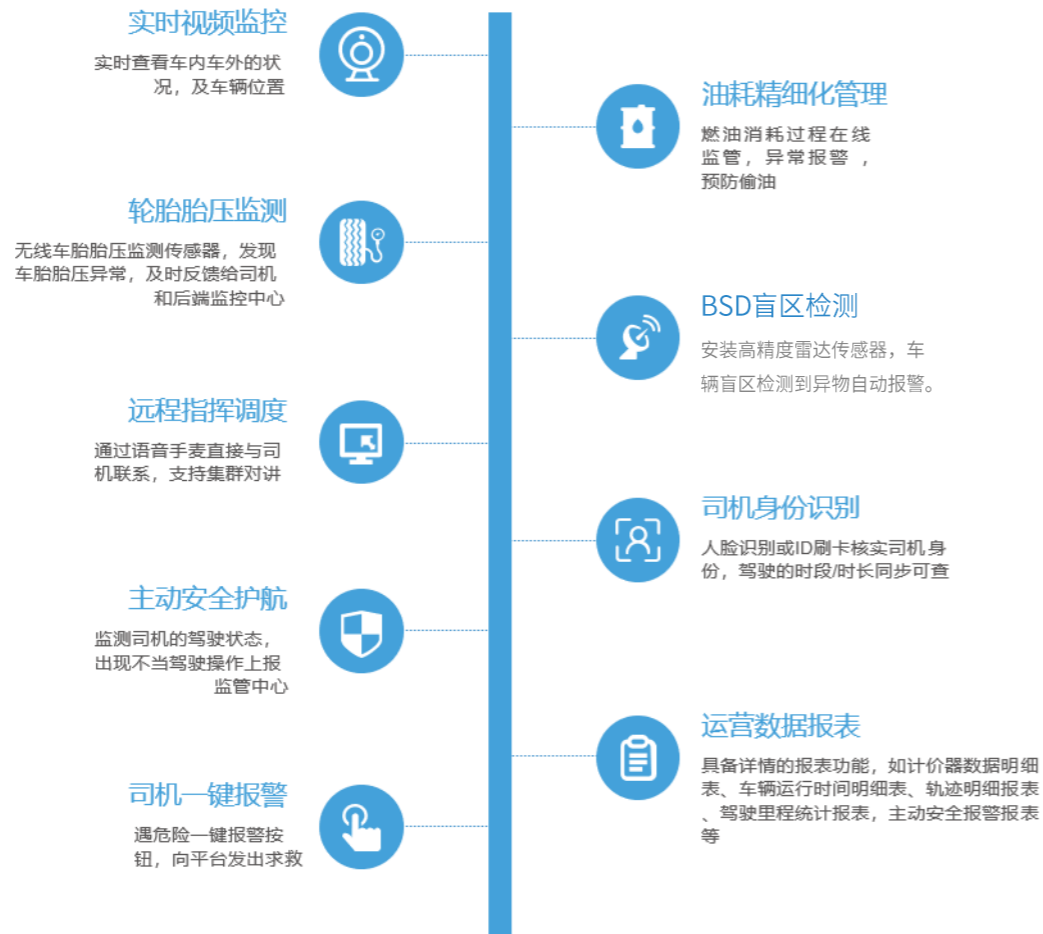 实时视频监控
实时查看车内车外的状
况，及车辆位置
油耗精细化管理
燃油消耗过程在线
监管，异常报警 ，
预防偷油
轮胎胎压监测
无线车胎胎压监测传感器，发现
车胎胎压异常，及时反馈给司机
和后端监控中心
BSD盲区检测
安装高精度雷达传感器，车
辆盲区检测到异物自动报警。
远程指挥调度
通过语音手麦直接与司
机联系，支持集群对讲
司机身份识别
人脸识别或ID刷卡核实司机身
份，驾驶的时段/时长同步可查
主动安全护航
监测司机的驾驶状态，
出现不当驾驶操作上报
监管中心
运营数据报表
具备详情的报表功能，如计价器数据明细
表、车辆运行时间明细表、轨迹明细报表
、驾驶里程统计报表，主动安全报警报表
等
司机一键报警
遇危险一键报警按
钮，向平台发出求救